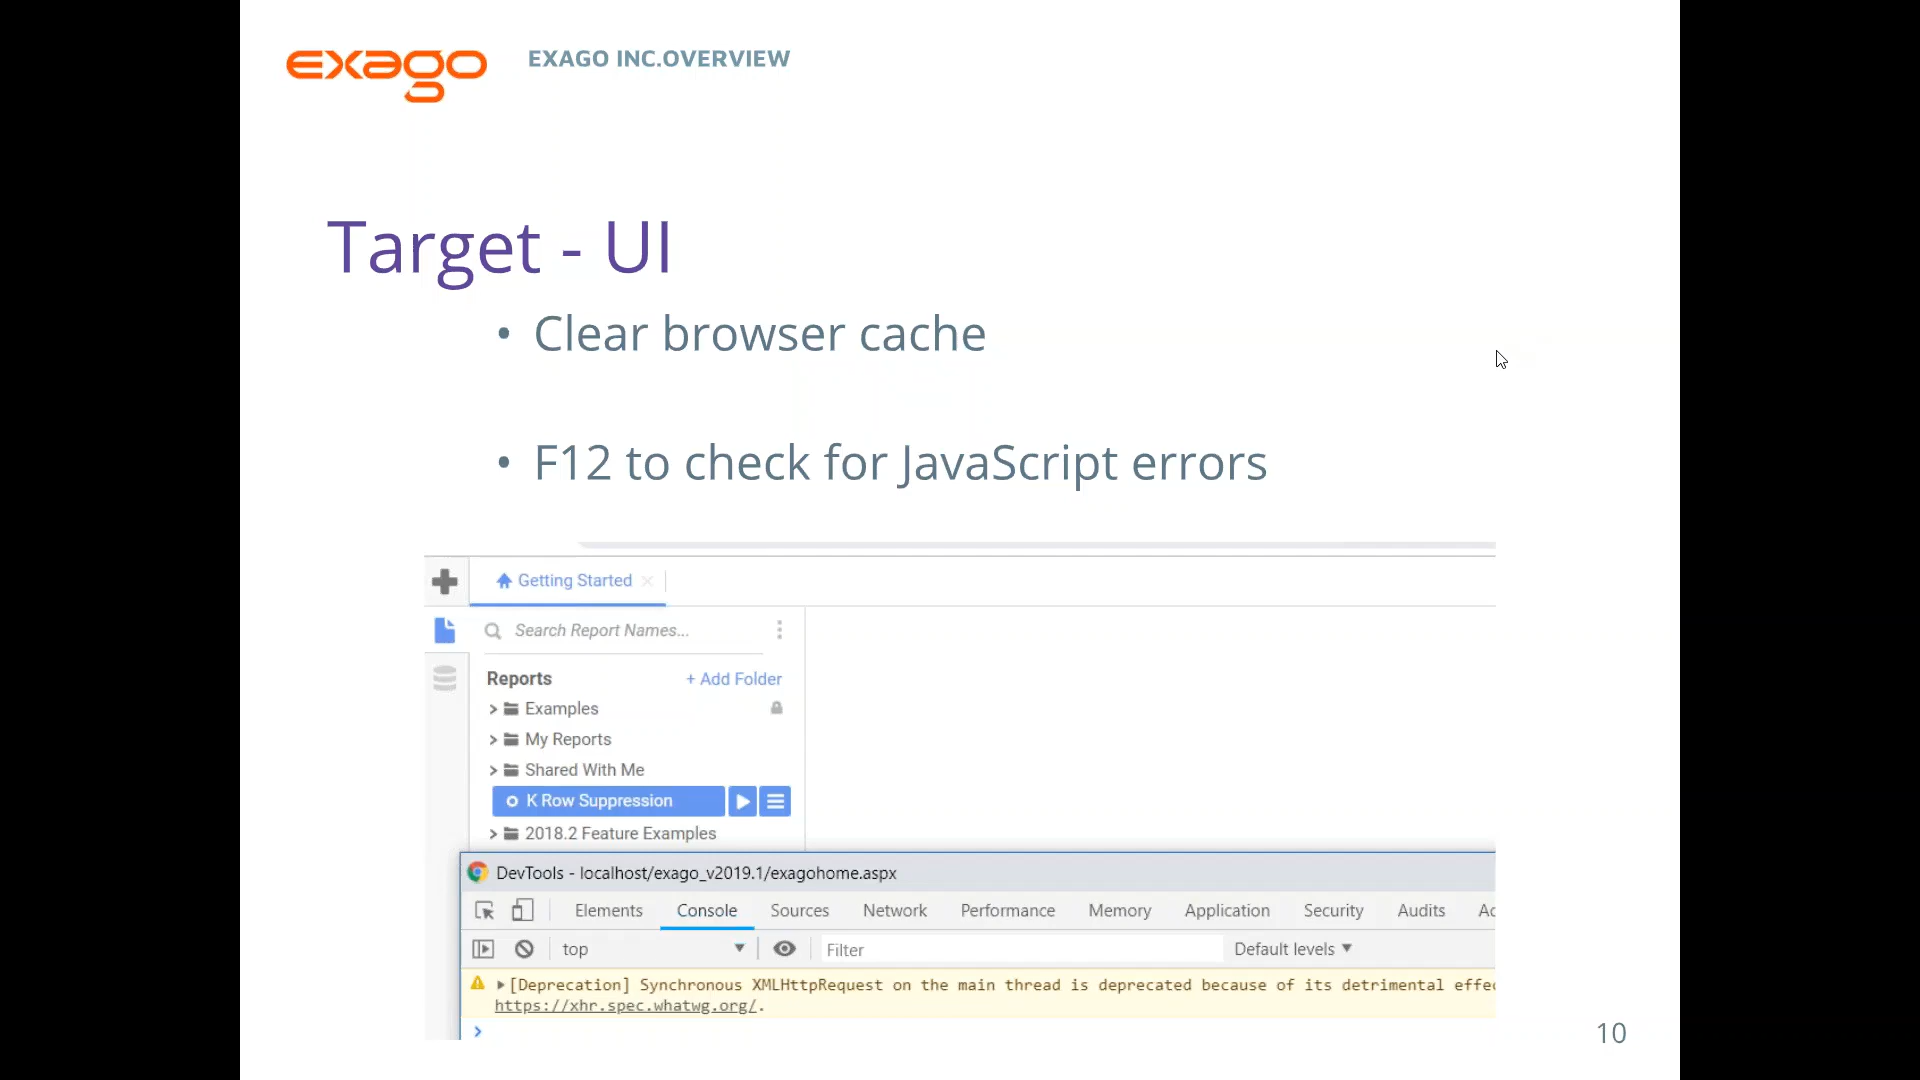 exago
EXAGO INC.OVERVIEW
Target - UI
• Clear browser cache
• F12 to check for JavaScript errors
Getting Started
Search Report Names...
Reports + Add Folder
Examples
My Reports
Shared With Me
K Row Suppression
2018.2 Feature Examples
DevTools - localhost/exago_v2019.1/exagohome.aspx
Elements Console Sources Network Performance Memory Application Security Audits
top Filter Default levels
[Deprecation] Synchronous XMLHttpRequest on the main thread is deprecated because of its detrimental
https://xhr.spec.whatwg.org/.
10